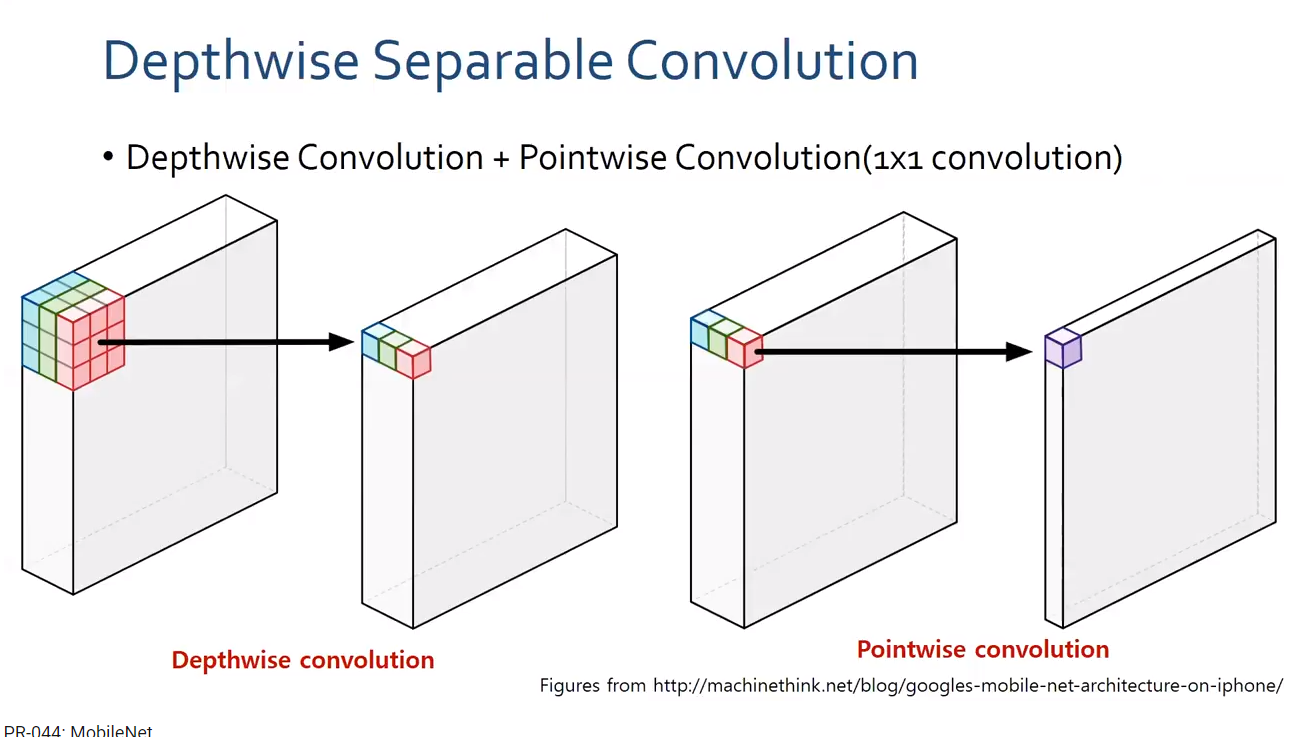 Depthwise Separable Convolution
• Depthwise Convolution + Pointwise Convolution(1x1 convolution)
Depthwise convolution
Pointwise convolution
Figures from http://machinethink.net/blog/googles-mobile-net-architecture-on-iphone/
PR-044: MobileNet